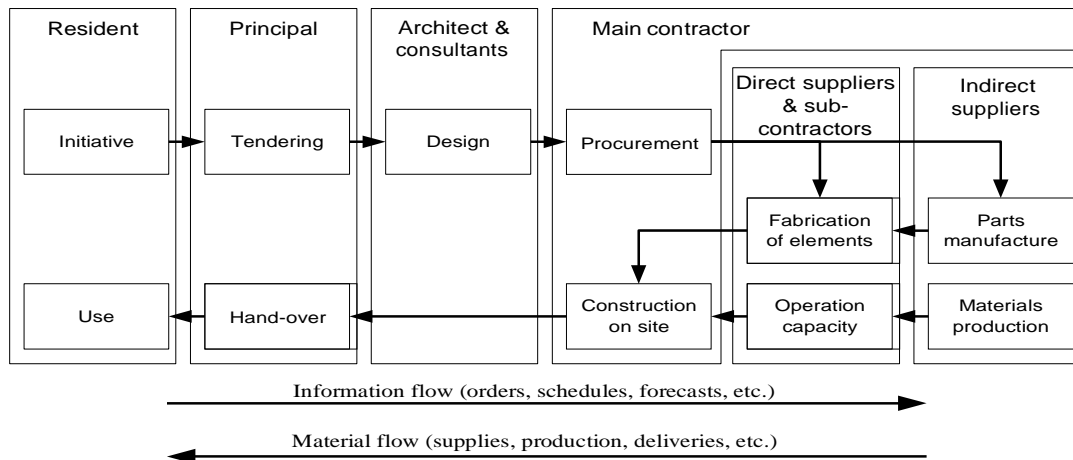 Resident
Principal
Architect &
consultants
Main contractor
Direct suppliers
& sub-
contractors
Indirect
suppliers
Initiative
Tendering
Design
Procurement
Fabrication
of elements
Parts
manufacture
Use
Hand-over
Construction
on site
Operation
capacity
Materials
production
Information flow (orders, schedules, forecasts, etc.)
Material flow (supplies, production, deliveries, etc.)